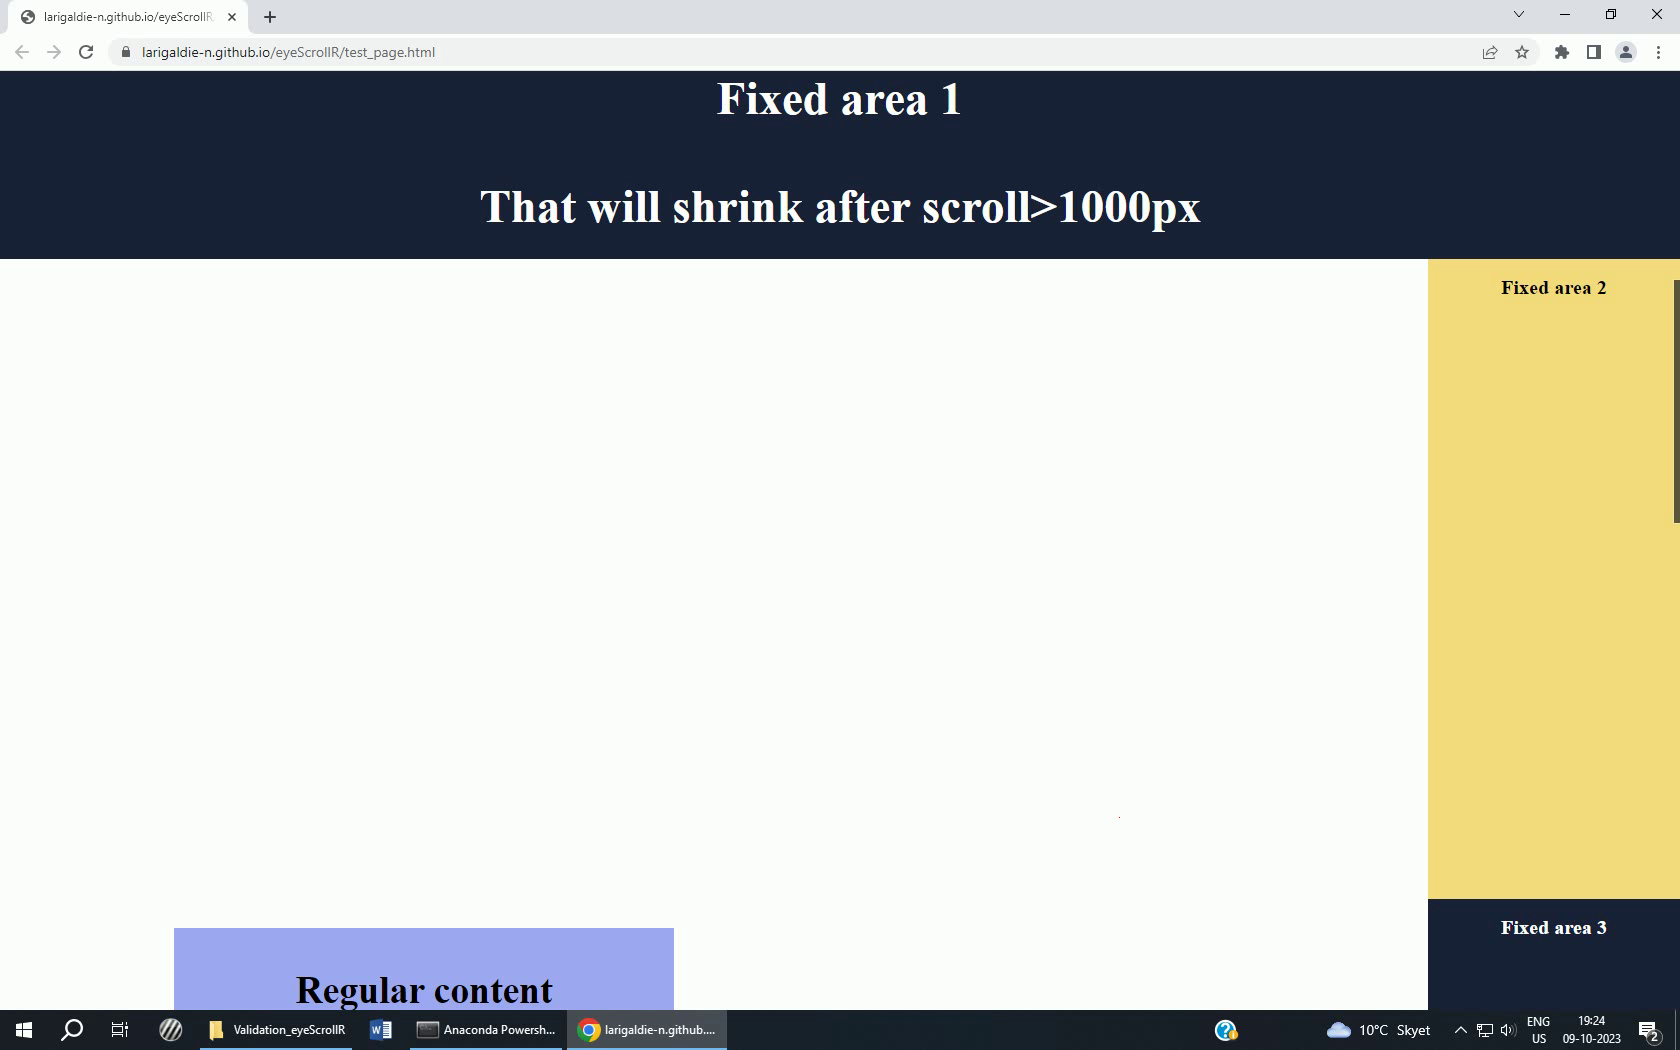 larigaldie-n.github.io/eyeScrollR
larigaldie-n.github.io/eyeScrollR/test_page.html
Fixed area 1
That will shrink after scroll>1000px
Fixed area 2
Fixed area 3
Regular content
Validation_eyeScrollR
Anaconda Powersh...
larigaldie-n.github....
10°C Skyet
ENG
US
19:24
09-10-2023
2